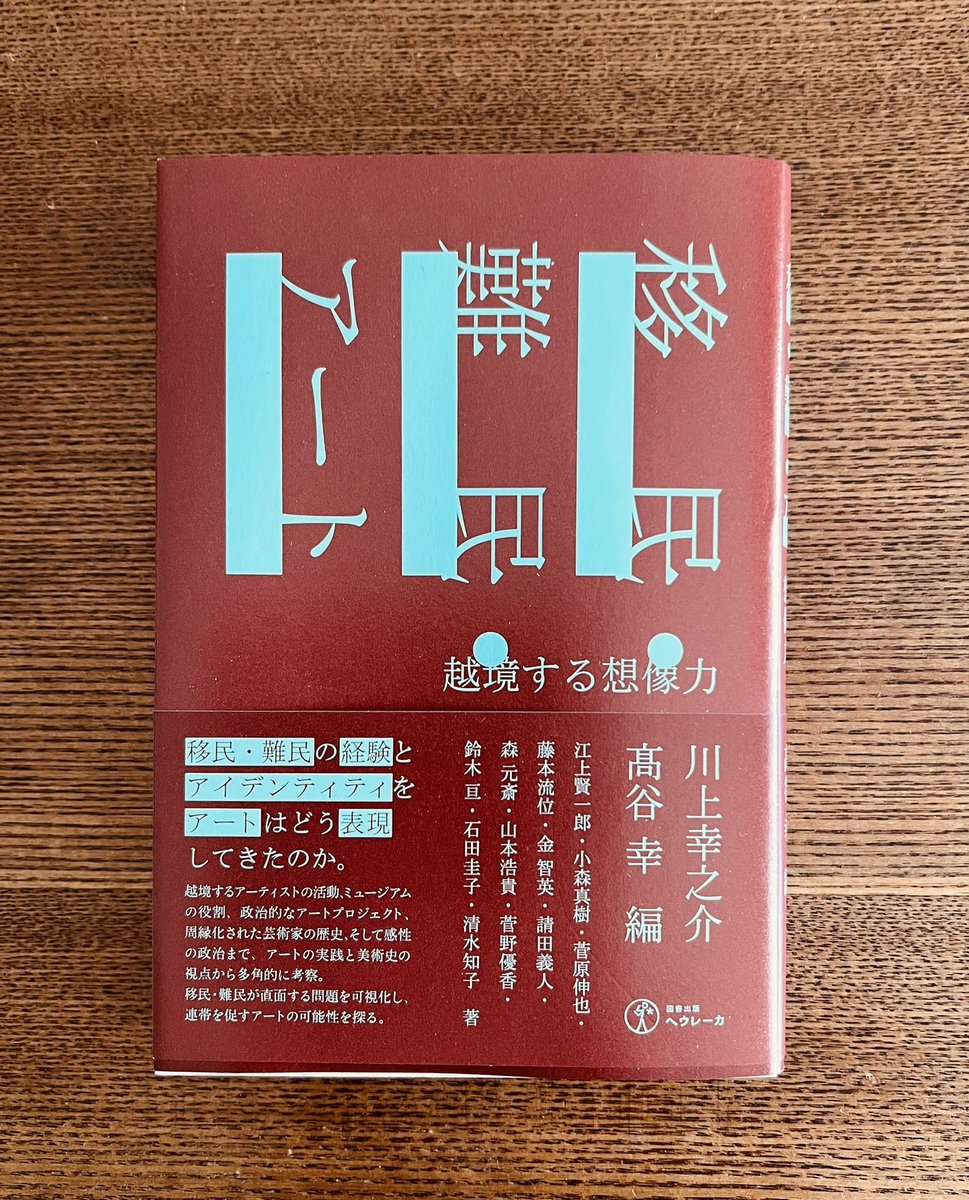 移民
難民
アート
越境する想像力
川上幸之介
髙谷 幸 編
江上賢一郎・小森真樹・菅原伸也・
藤本流位・金 智英・請田義人・
森 元斎・山本浩貴・菅野優香・
鈴木 亘・石田圭子・清水知子 著
移民・難民の経験と
アイデンティティを
アートはどう表現
してきたのか。
越境するアーティストの活動、ミュージアム
の役割、政治的なアートプロジェクト、
周縁化された芸術家の歴史、そして感性
の政治まで、アートの実践と美術史の
視点から多角的に考察。
移民・難民が直面する問題を可視化し、
連帯を促すアートの可能性を探る。
図書出版
ヘウレーカ